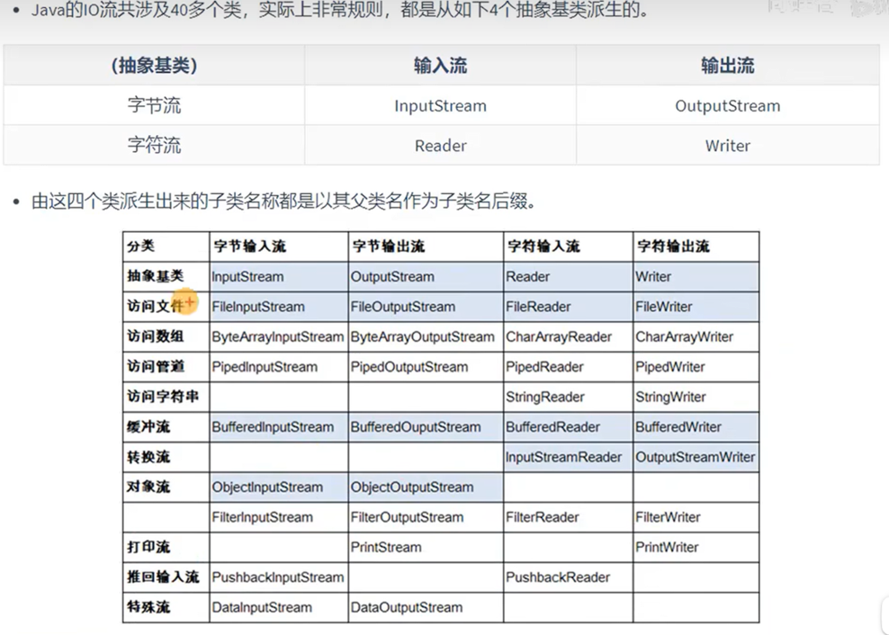 Java的IO流共涉及40多个类，实际上非常规则，都是从如下4个抽象基类派生的。
(抽象基类) 输入流 输出流
字节流 InputStream OutputStream
字符流 Reader Writer
由这四个类派生出来的子类名称都是以其父类名作为子类名后缀。
分类 字节输入流 字节输出流 字符输入流 字符输出流
抽象基类 InputStream OutputStream Reader Writer
访问文件 FileInputStream FileOutputStream FileReader FileWriter
访问数组 ByteArrayInputStream ByteArrayOutputStream CharArrayReader CharArrayWriter
访问管道 PipedInputStream PipedOutputStream PipedReader PipedWriter
访问字符串 StringReader StringWriter
缓冲流 BufferedInputStream BufferedOuputStream BufferedReader BufferedWriter
转换流 InputStreamReader OutputStreamWriter
对象流 ObjectInputStream ObjectOutputStream
FilterInputStream FilterOutputStream FilterReader FilterWriter
打印流 PrintStream PrintWriter
推回输入流 PushbackInputStream PushbackReader
特殊流 DataInputStream DataOutputStream